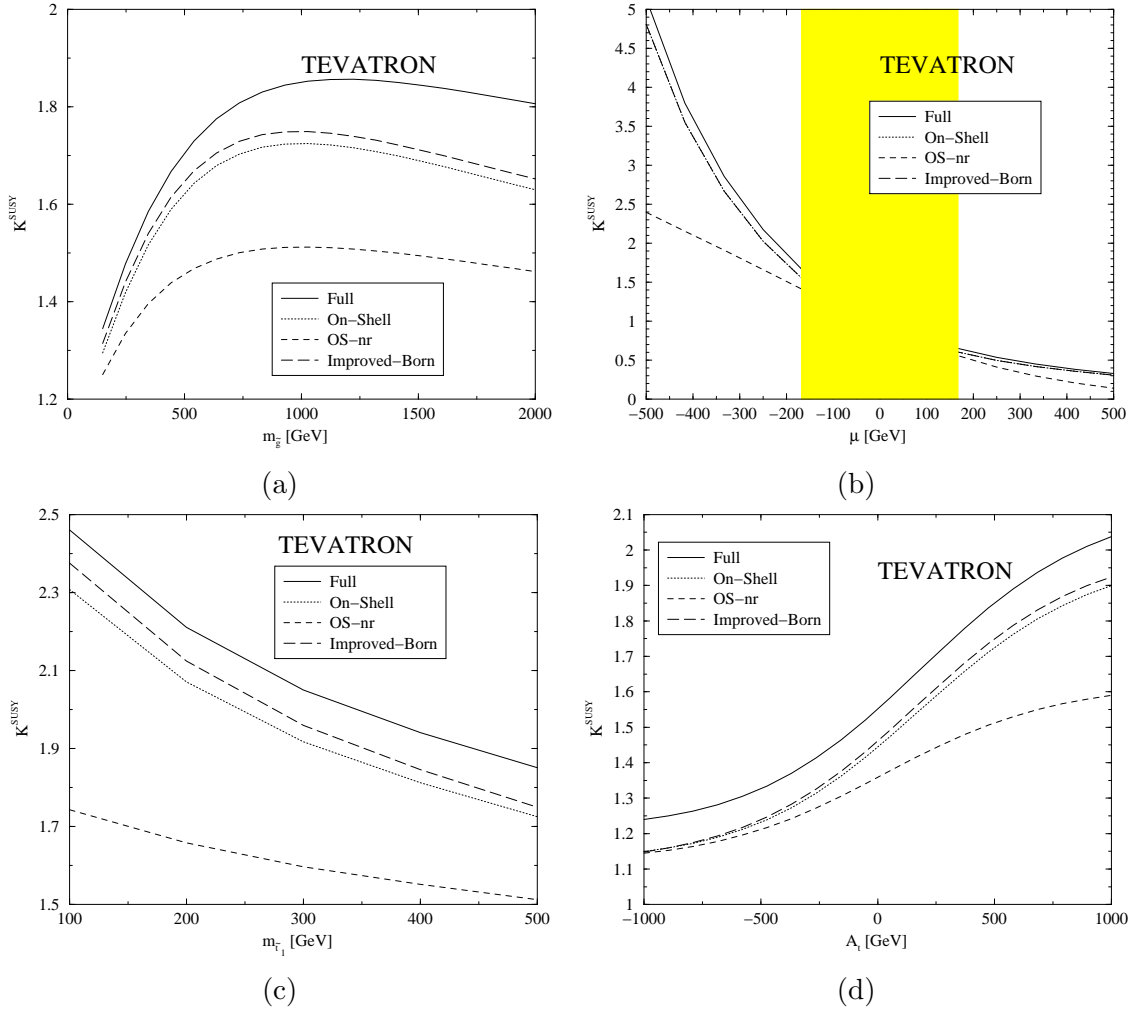 2
1.8
1.6
1.4
1.2
0
500
1000
1500
2000
K^SUSY
m_g̃ [GeV]
TEVATRON
Full
On−Shell
OS−nr
Improved−Born
(a)
5
4.5
4
3.5
3
2.5
2
1.5
1
0.5
0
−500
−400
−300
−200
−100
0
100
200
300
400
500
K^SUSY
μ [GeV]
TEVATRON
Full
On−Shell
OS−nr
Improved−Born
(b)
2.5
2.3
2.1
1.9
1.7
1.5
100
200
300
400
500
K^SUSY
m_t̃_1 [GeV]
TEVATRON
Full
On−Shell
OS−nr
Improved−Born
(c)
2.1
2
1.9
1.8
1.7
1.6
1.5
1.4
1.3
1.2
1.1
1
−1000
−500
0
500
1000
K^SUSY
A_t [GeV]
TEVATRON
Full
On−Shell
OS−nr
Improved−Born
(d)